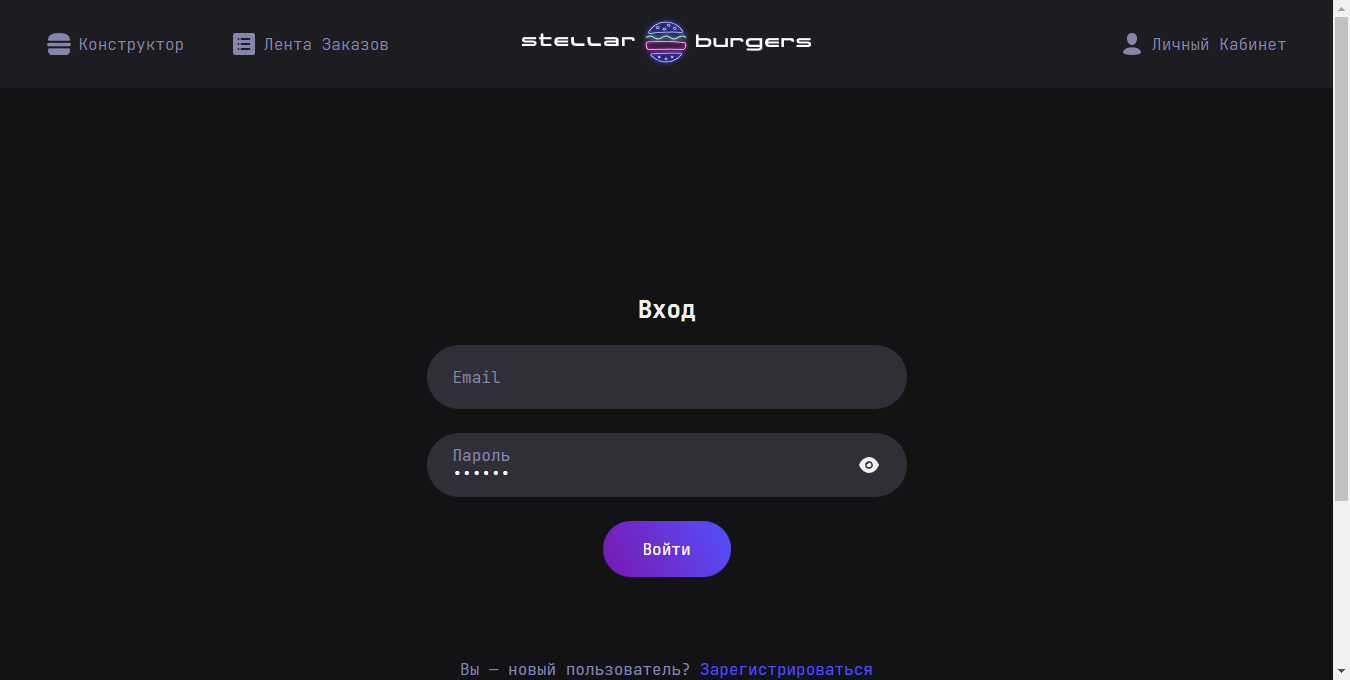 Конструктор
Лента Заказов
stellar burgers
Личный Кабинет
Вход
Email
Пароль
••••••
Войти
Вы — новый пользователь? Зарегистрироваться